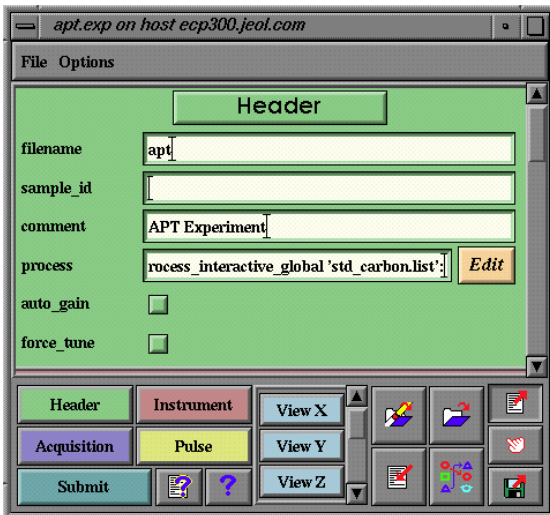 apt.exp on host ecp300.jeol.com
File Options
Header
filename apt
sample_id
comment APT Experiment
process rocess_interactive_global 'std_carbon.list': Edit
auto_gain
force_tune
Header Instrument View X
Acquisition Pulse View Y
Submit ? ? View Z